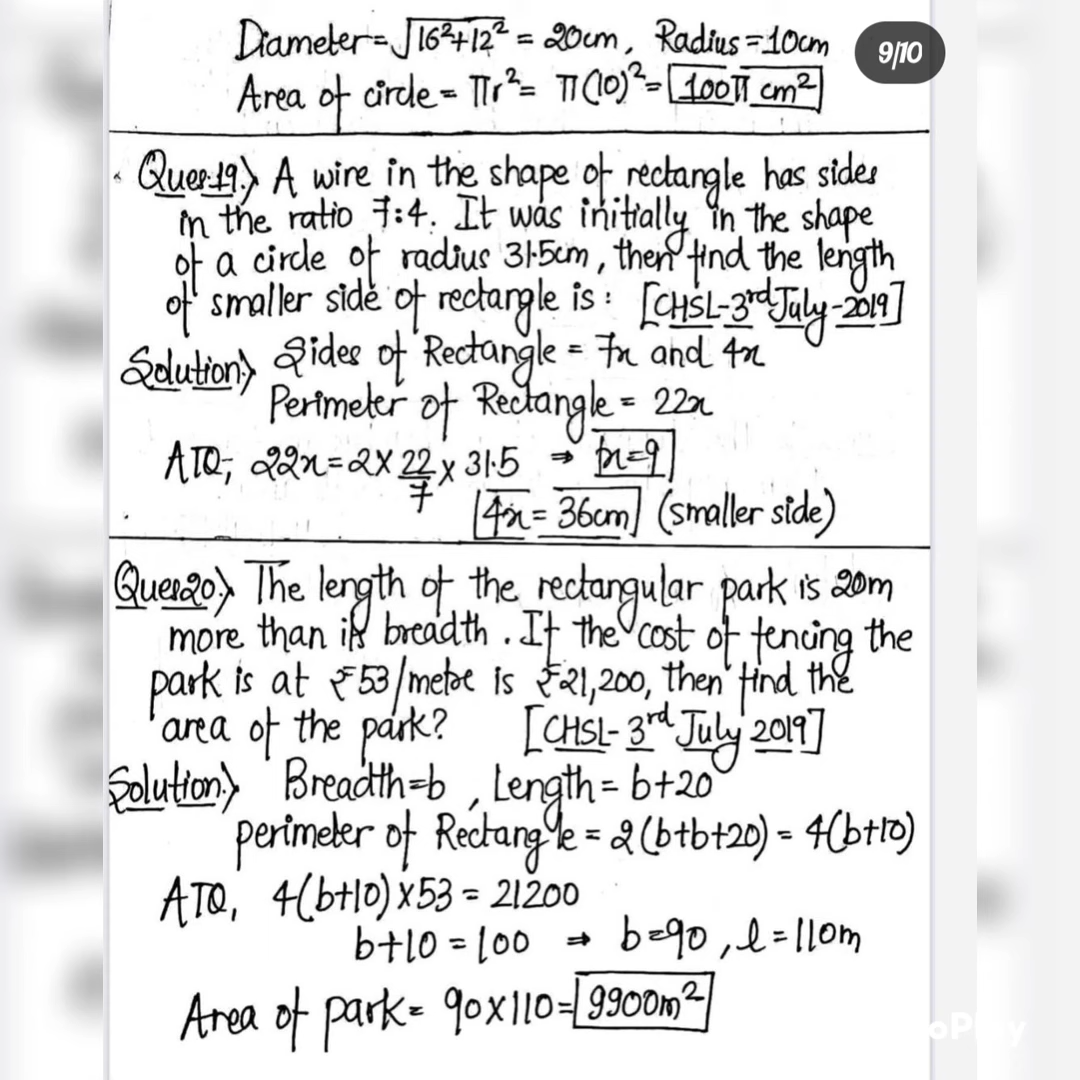 Diameter = √16²+12² = 20cm, Radius = 10cm
9/10
Area of circle = πr² = π(10)² = 100π cm²
Ques.19.) A wire in the shape of rectangle has sides
in the ratio 7:4. It was initially in the shape
of a circle of radius 31.5cm, then find the length
of smaller side of rectangle is : [CHSL-3rd July-2019]
Solution:) Sides of Rectangle = 7x and 4x
Perimeter of Rectangle = 22x
ATQ, 22x = 2 × 22/7 × 31.5 ⇒ x=9
4x = 36cm (smaller side)
Ques20.) The length of the rectangular park is 20m
more than its breadth. If the cost of fencing the
park is at ₹53/metre is ₹21,200, then find the
area of the park? [CHSL- 3rd July 2019]
Solution:) Breadth=b, Length = b+20
perimeter of Rectangle = 2(b+b+20) = 4(b+10)
ATQ, 4(b+10)×53 = 21200
b+10 = 100 ⇒ b=90, l=110m
Area of park = 90×110 = 9900m²